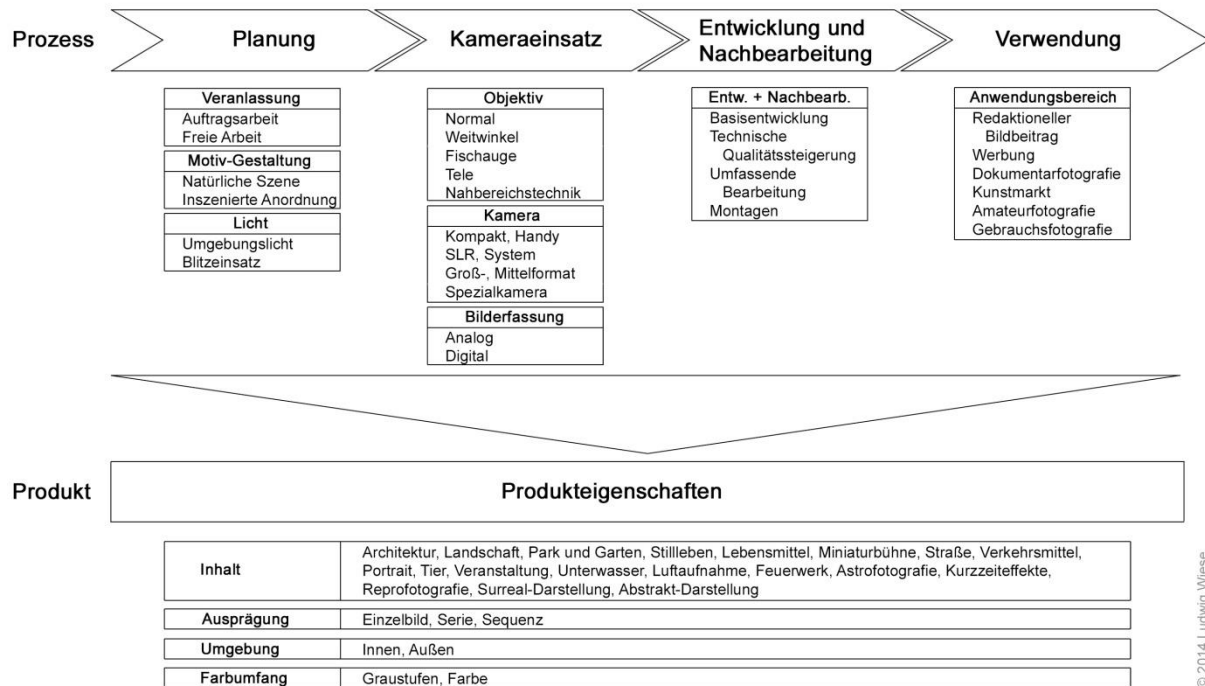 Prozess
Planung
Kameraeinsatz
Entwicklung und
Nachbearbeitung
Verwendung
Veranlassung
Auftragsarbeit
Freie Arbeit
Motiv-Gestaltung
Natürliche Szene
Inszenierte Anordnung
Licht
Umgebungslicht
Blitzeinsatz
Objektiv
Normal
Weitwinkel
Fischauge
Tele
Nahbereichstechnik
Kamera
Kompakt, Handy
SLR, System
Groß-, Mittelformat
Spezialkamera
Bilderfassung
Analog
Digital
Entw. + Nachbearb.
Basisentwicklung
Technische
Qualitätssteigerung
Umfassende
Bearbeitung
Montagen
Anwendungsbereich
Redaktioneller
Bildbeitrag
Werbung
Dokumentarfotografie
Kunstmarkt
Amateurfotografie
Gebrauchsfotografie
Produkt
Produkteigenschaften
Inhalt
Architektur, Landschaft, Park und Garten, Stillleben, Lebensmittel, Miniaturbühne, Straße, Verkehrsmittel,
Portrait, Tier, Veranstaltung, Unterwasser, Luftaufnahme, Feuerwerk, Astrofotografie, Kurzzeiteffekte,
Reprofotografie, Surreal-Darstellung, Abstrakt-Darstellung
Ausprägung
Einzelbild, Serie, Sequenz
Umgebung
Innen, Außen
Farbumfang
Graustufen, Farbe
© 2014 Ludwig Wiese